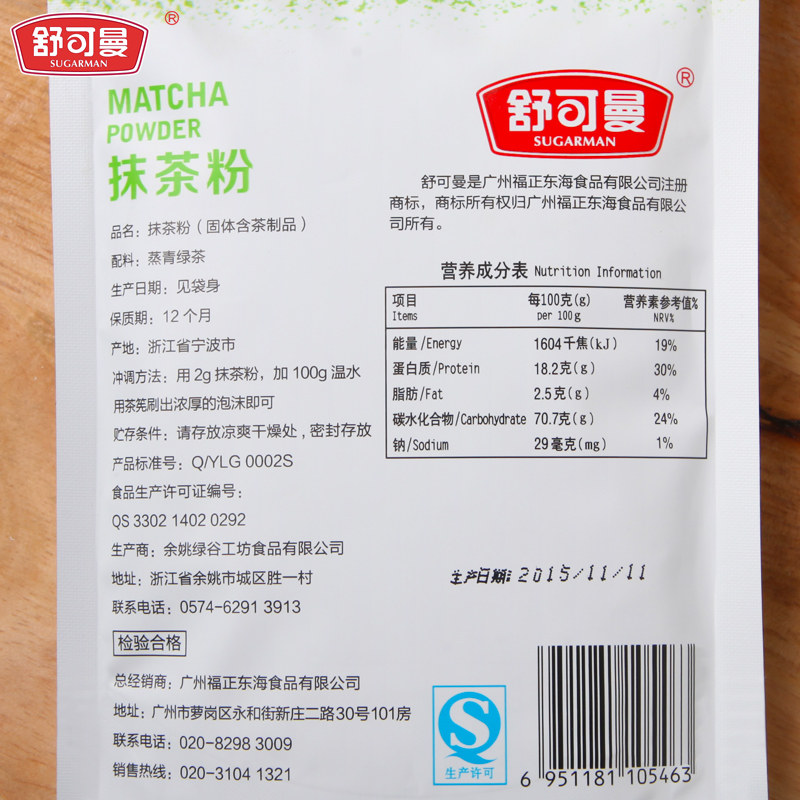 舒可曼
SUGARMAN
®
MATCHA
POWDER
抹茶粉
品名：抹茶粉（固体含茶制品）
配料：蒸青绿茶
生产日期：见袋身
保质期：12个月
产地：浙江省宁波市
冲调方法：用2g抹茶粉，加100g温水
用茶筅刷出浓厚的泡沫即可
贮存条件：请存放凉爽干燥处，密封存放
产品标准号：Q/YLG 0002S
食品生产许可证编号：
QS 3302 1402 0292
生产商：余姚绿谷工坊食品有限公司
地址：浙江省余姚市城区胜一村
联系电话：0574-6291 3913
检验合格
总经销商：广州福正东海食品有限公司
地址：广州市萝岗区永和街新庄二路30号101房
联系电话：020-8298 3009
销售热线：020-3104 1321
舒可曼
SUGARMAN
®
舒可曼是广州福正东海食品有限公司注册
商标，商标所有权归广州福正东海食品有限公
司所有。
营养成分表 Nutrition Information
项目 每100克(g) 营养素参考值%
Items per 100g NRV%
能量/Energy 1604千焦(kJ) 19%
蛋白质/Protein 18.2克(g) 30%
脂肪/Fat 2.5克(g) 4%
碳水化合物/Carbohydrate 70.7克(g) 24%
钠/Sodium 29毫克(mg) 1%
生产日期：2015/11/11
生产许可
6 951181 105463